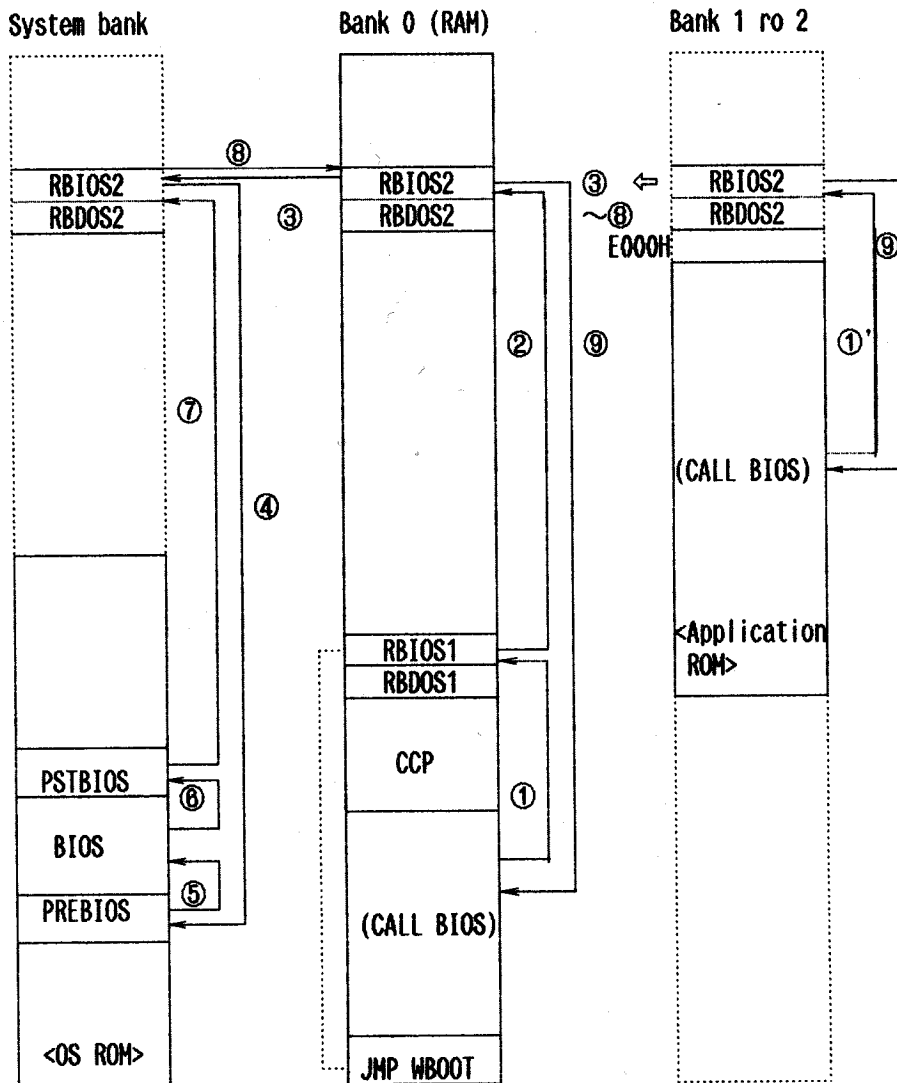 System bank
Bank 0 (RAM)
Bank 1 ro 2
⑧
RBIOS2
RBDOS2
③
RBIOS2
RBDOS2
③ ⇦
~⑧
E000H
RBIOS2
RBDOS2
⑨
②
⑨
①'
⑦
④
(CALL BIOS)
RBIOS1
RBDOS1
<Application
ROM>
CCP
①
PSTBIOS
⑥
BIOS
⑤
PREBIOS
(CALL BIOS)
<OS ROM>
JMP WBOOT